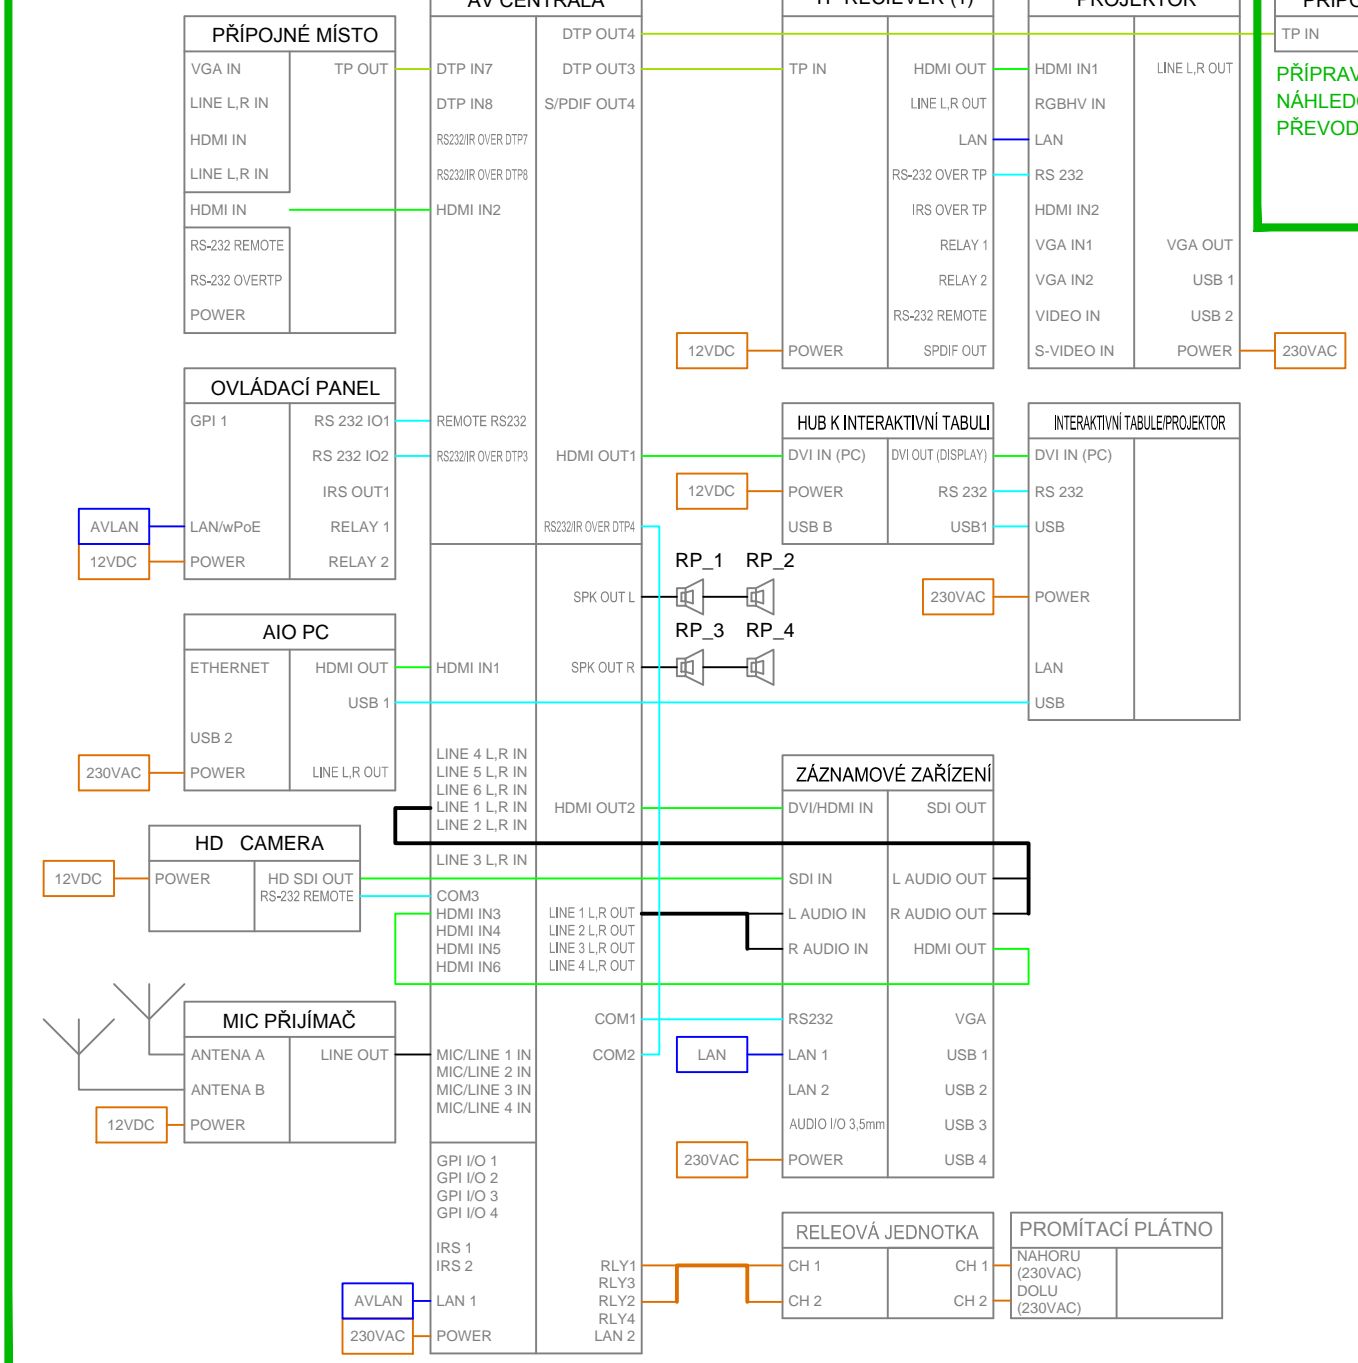 PŘÍPOJNÉ MÍSTO
VGA IN
TP OUT
LINE L,R IN
HDMI IN
LINE L,R IN
HDMI IN
RS-232 REMOTE
RS-232 OVERTP
POWER
AV CENTRÁLA
DTP OUT4
DTP IN7
DTP OUT3
DTP IN8
S/PDIF OUT4
RS232/IR OVER DTP7
RS232/IR OVER DTP8
HDMI IN2
REMOTE RS232
RS232/IR OVER DTP3
HDMI OUT1
RS232/IR OVER DTP4
SPK OUT L
HDMI IN1
SPK OUT R
LINE 4 L,R IN
LINE 5 L,R IN
LINE 6 L,R IN
LINE 1 L,R IN
HDMI OUT2
LINE 2 L,R IN
LINE 3 L,R IN
COM3
HDMI IN3
LINE 1 L,R OUT
HDMI IN4
LINE 2 L,R OUT
HDMI IN5
LINE 3 L,R OUT
HDMI IN6
LINE 4 L,R OUT
COM1
MIC/LINE 1 IN
COM2
MIC/LINE 2 IN
MIC/LINE 3 IN
MIC/LINE 4 IN
GPI I/O 1
GPI I/O 2
GPI I/O 3
GPI I/O 4
IRS 1
IRS 2
RLY1
RLY3
LAN 1
RLY2
RLY4
POWER
LAN 2
AVLAN
230VAC
TP RECIEVER (1)
TP IN
HDMI OUT
LINE L,R OUT
LAN
RS-232 OVER TP
IRS OVER TP
RELAY 1
RELAY 2
RS-232 REMOTE
POWER
SPDIF OUT
12VDC
PROJEKTOR
HDMI IN1
LINE L,R OUT
RGBHV IN
LAN
RS 232
HDMI IN2
VGA IN1
VGA OUT
VGA IN2
USB 1
VIDEO IN
USB 2
S-VIDEO IN
POWER
230VAC
TP IN
OVLÁDACÍ PANEL
GPI 1
RS 232 IO1
RS 232 IO2
IRS OUT1
AVLAN
LAN/wPoE
RELAY 1
12VDC
POWER
RELAY 2
HUB K INTERAKTIVNÍ TABULI
DVI IN (PC)
DVI OUT (DISPLAY)
12VDC
POWER
RS 232
USB B
USB1
INTERAKTIVNÍ TABULE/PROJEKTOR
DVI IN (PC)
RS 232
USB
230VAC
POWER
LAN
USB
RP_1
RP_2
RP_3
RP_4
AIO PC
ETHERNET
HDMI OUT
USB 1
USB 2
230VAC
POWER
LINE L,R OUT
HD CAMERA
12VDC
POWER
HD SDI OUT
RS-232 REMOTE
ZÁZNAMOVÉ ZAŘÍZENÍ
DVI/HDMI IN
SDI OUT
SDI IN
L AUDIO OUT
L AUDIO IN
R AUDIO OUT
R AUDIO IN
HDMI OUT
RS232
VGA
LAN
LAN 1
USB 1
LAN 2
USB 2
AUDIO I/O 3,5mm
USB 3
230VAC
POWER
USB 4
MIC PŘIJÍMAČ
ANTENA A
LINE OUT
ANTENA B
12VDC
POWER
RELEOVÁ JEDNOTKA
CH 1
CH 1
CH 2
CH 2
PROMÍTACÍ PLÁTNO
NAHORU
(230VAC)
DOLU
(230VAC)